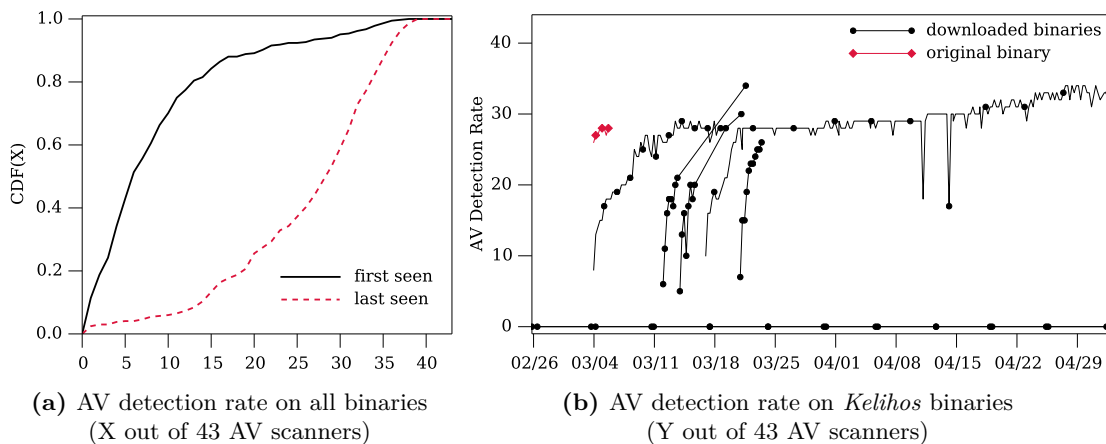 1.0
0.8
0.6
0.4
0.2
0.0
CDF(X)
0 5 10 15 20 25 30 35 40
first seen
last seen
(a) AV detection rate on all binaries
(X out of 43 AV scanners)
40
30
20
10
0
AV Detection Rate
downloaded binaries
original binary
02/26 03/04 03/11 03/18 03/25 04/01 04/08 04/15 04/22 04/29
(b) AV detection rate on Kelihos binaries
(Y out of 43 AV scanners)